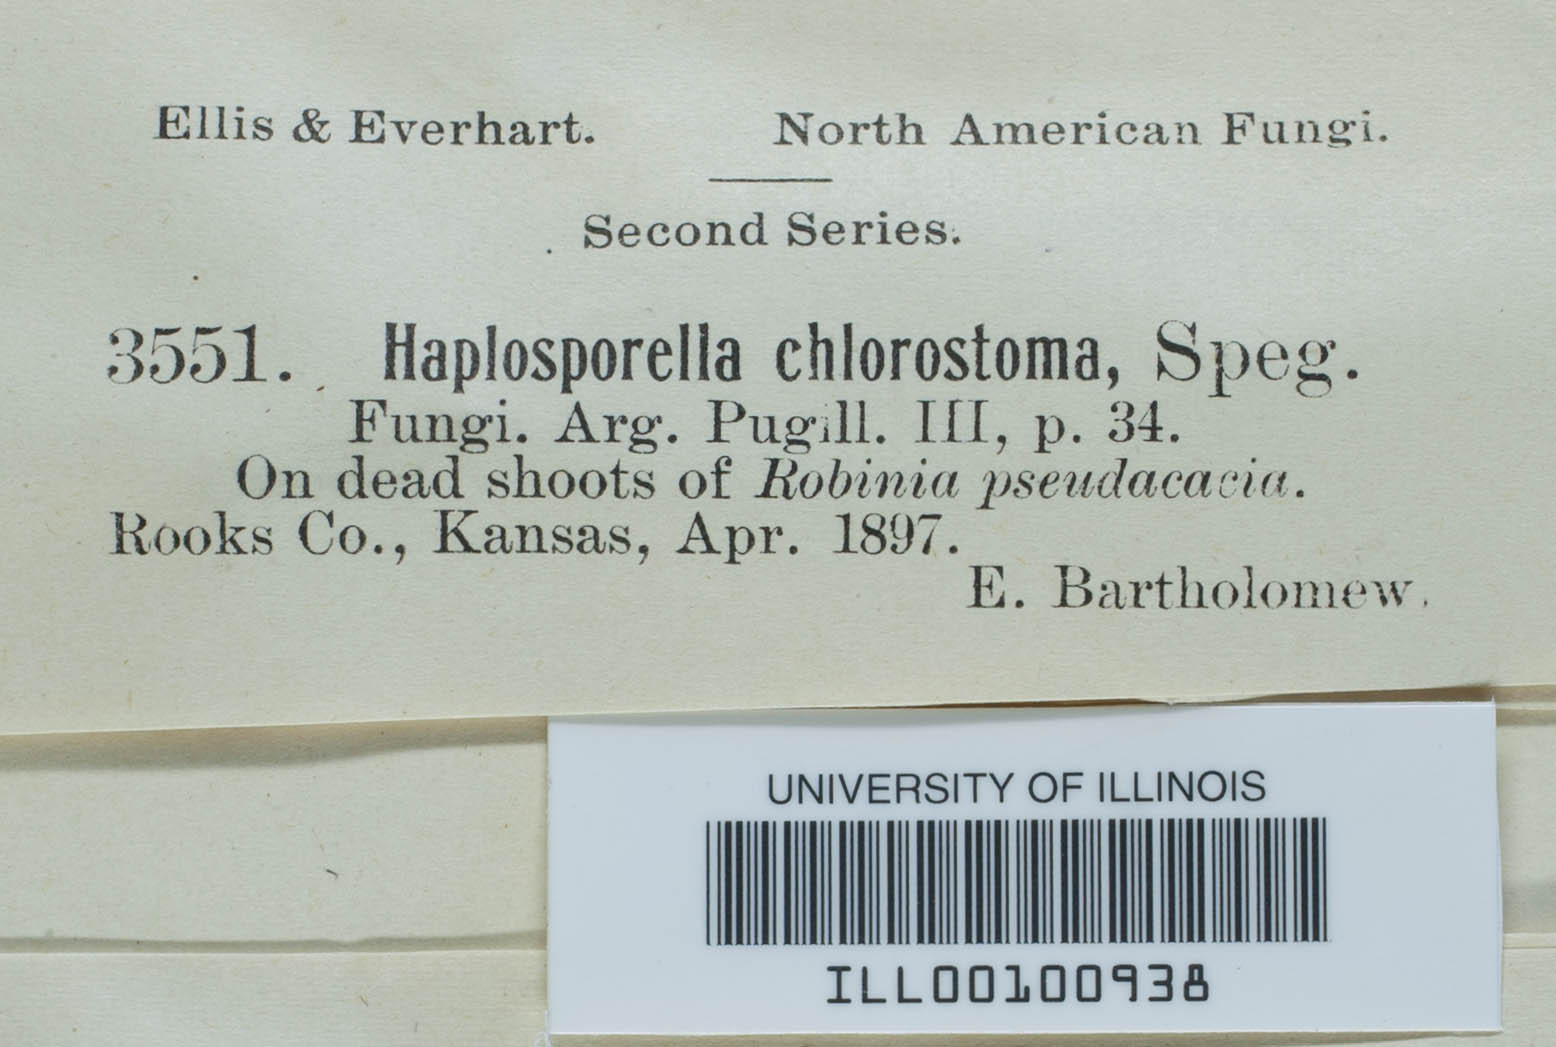 Ellis & Everhart. North American Fungi.
Second Series.
3551. Haplosporella chlorostoma, Speg.
Fungi. Arg. Pugill. III, p. 34.
On dead shoots of Robinia pseudacacia.
Rooks Co., Kansas, Apr. 1897.
E. Bartholomew.
UNIVERSITY OF ILLINOIS
ILL00100938